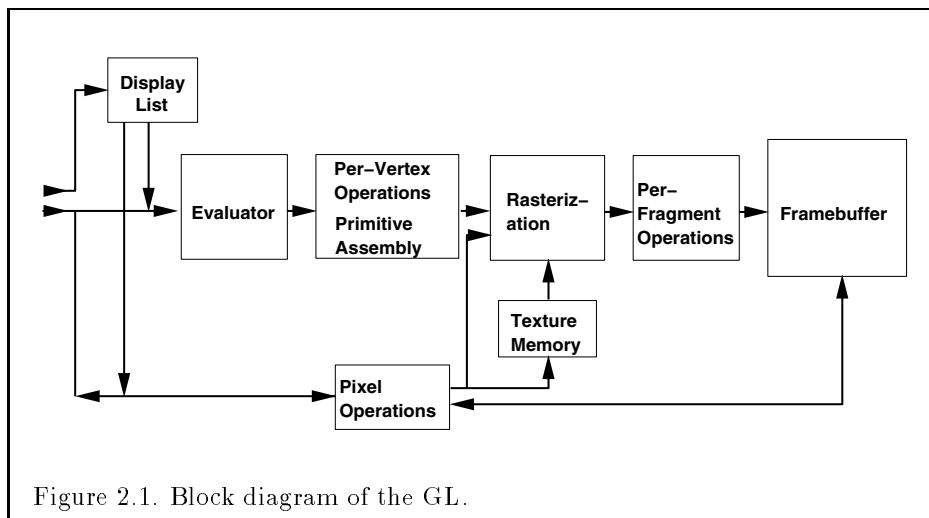 Display
List
Evaluator
Per-Vertex
Operations
Primitive
Assembly
Rasteriz-
ation
Per-
Fragment
Operations
Framebuffer
Texture
Memory
Pixel
Operations
Figure 2.1. Block diagram of the GL.